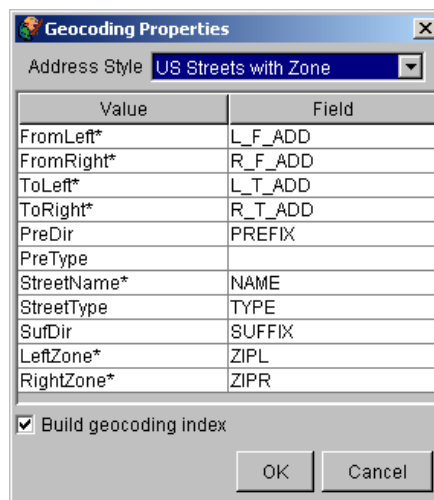 Geocoding Properties
Address Style US Streets with Zone
Value Field
FromLeft* L_F_ADD
FromRight* R_F_ADD
ToLeft* L_T_ADD
ToRight* R_T_ADD
PreDir PREFIX
PreType
StreetName* NAME
StreetType TYPE
SufDir SUFFIX
LeftZone* ZIPL
RightZone* ZIPR
Build geocoding index
OK Cancel